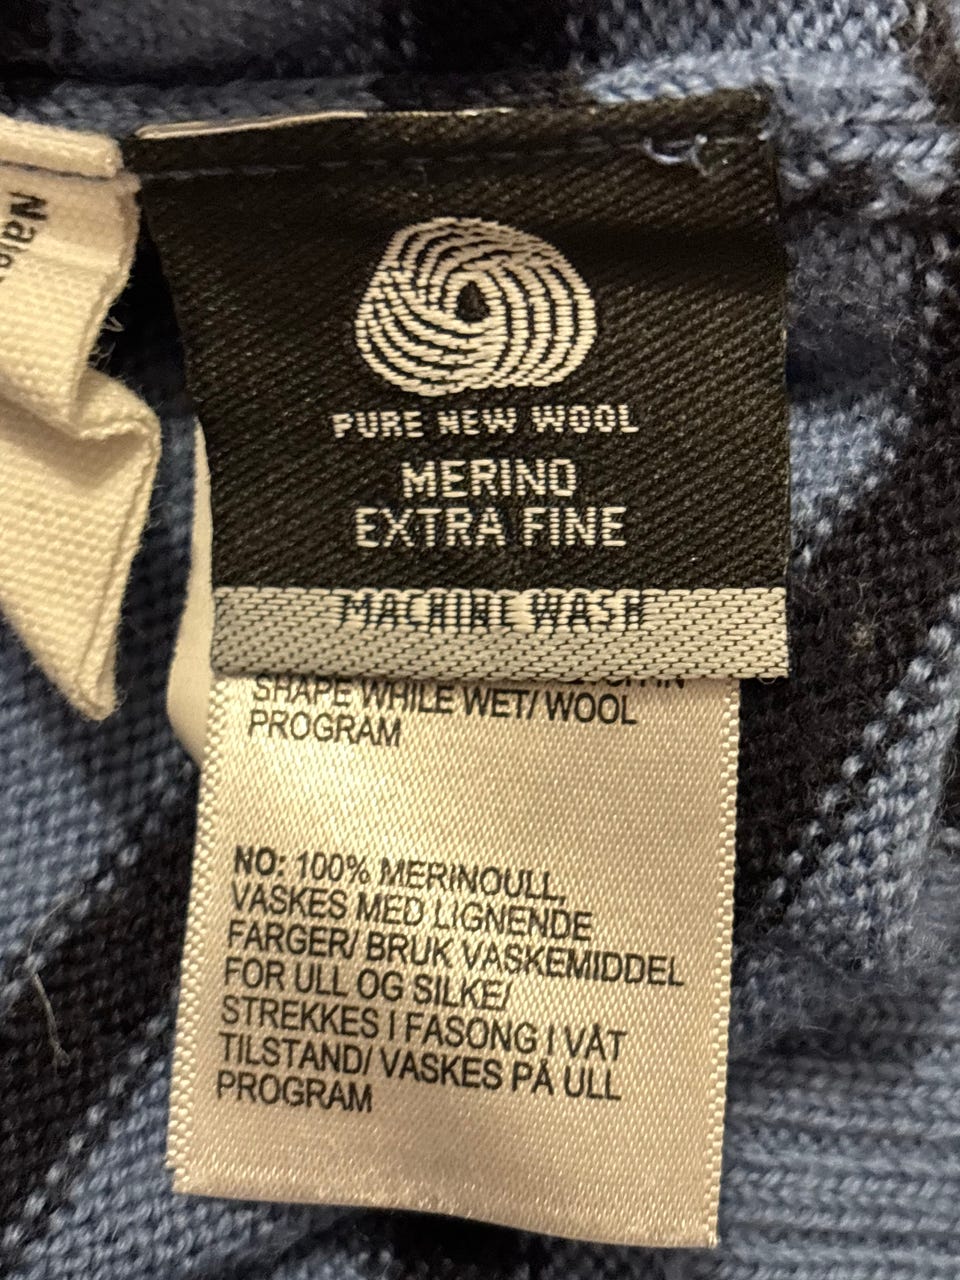 PURE NEW WOOL
MERINO
EXTRA FINE
MACHINE WASH
SHAPE WHILE WET/ WOOL
PROGRAM
NO: 100% MERINOULL,
VASKES MED LIGNENDE
FARGER/ BRUK VASKEMIDDEL
FOR ULL OG SILKE/
STREKKES I FASONG I VÅT
TILSTAND/ VASKES PÅ ULL
PROGRAM